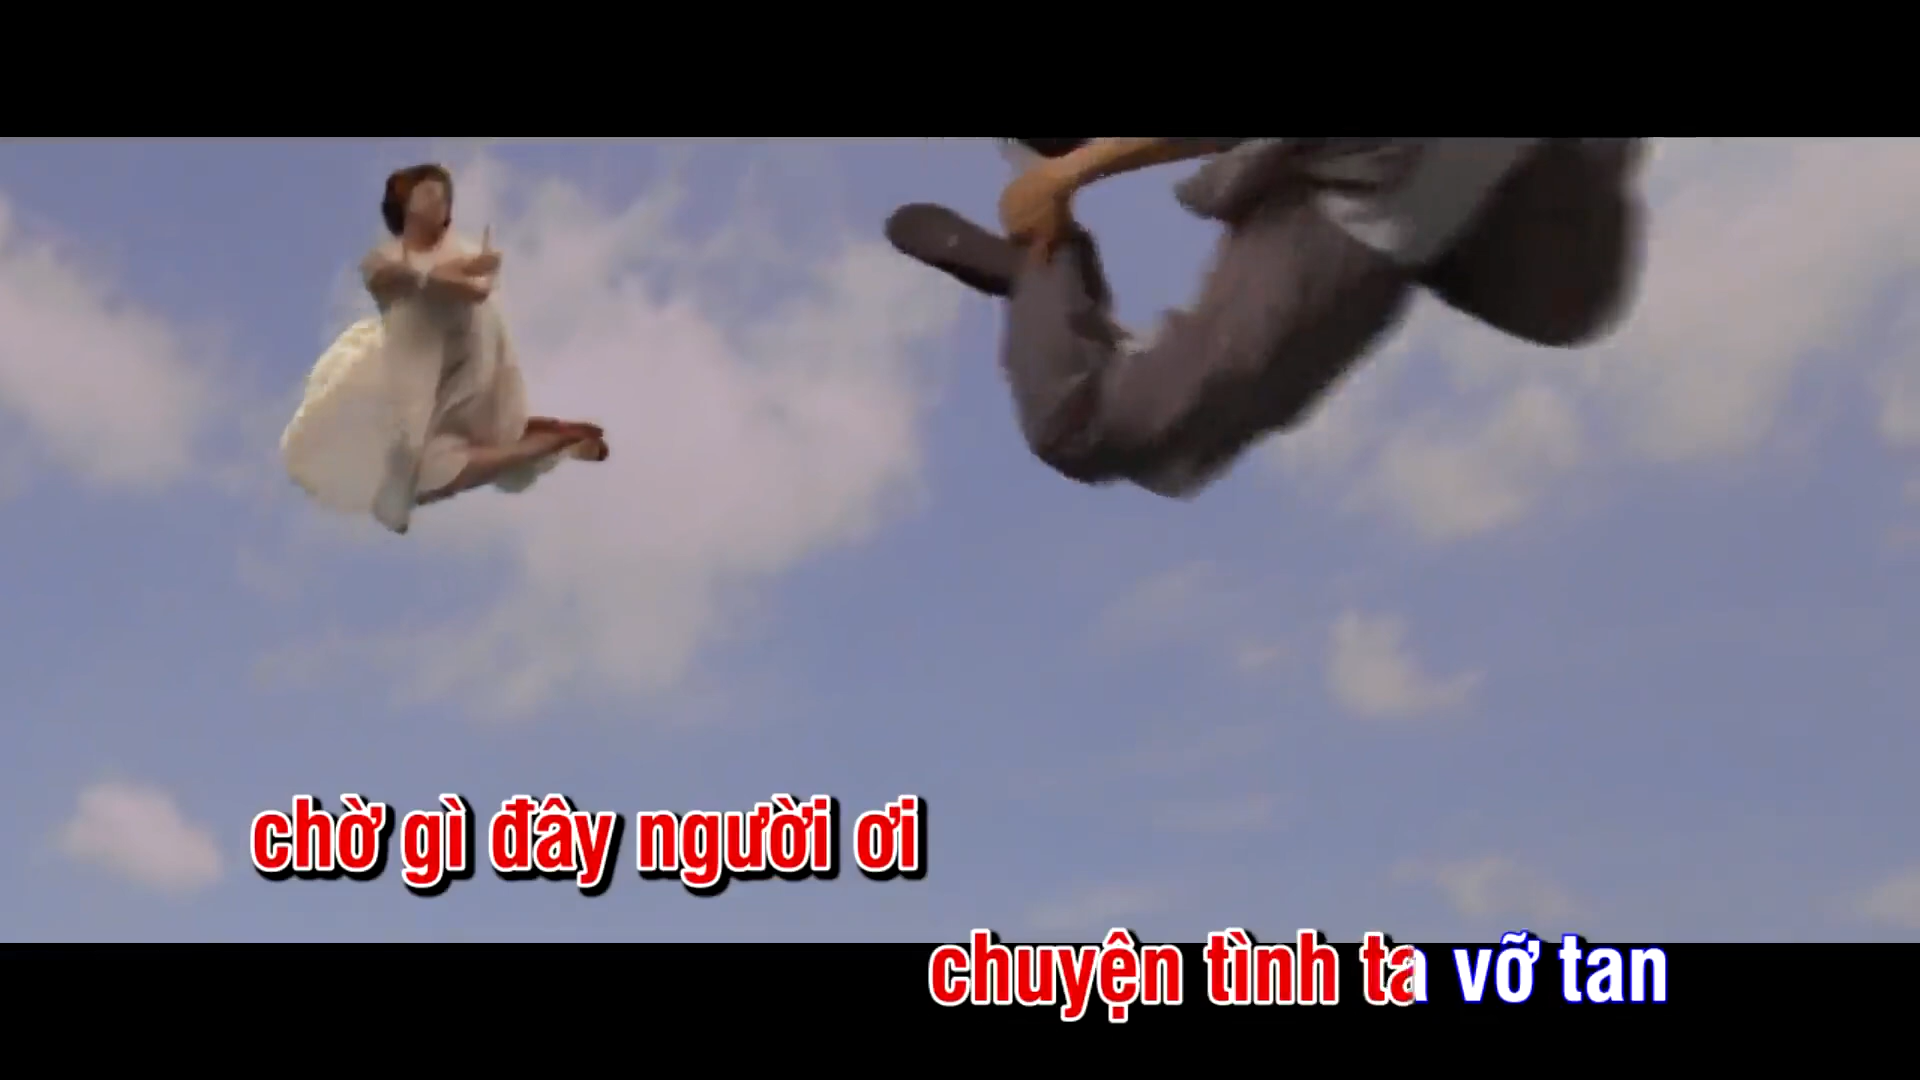 chờ gì đây người ơi
chuyện tình ta vỡ tan